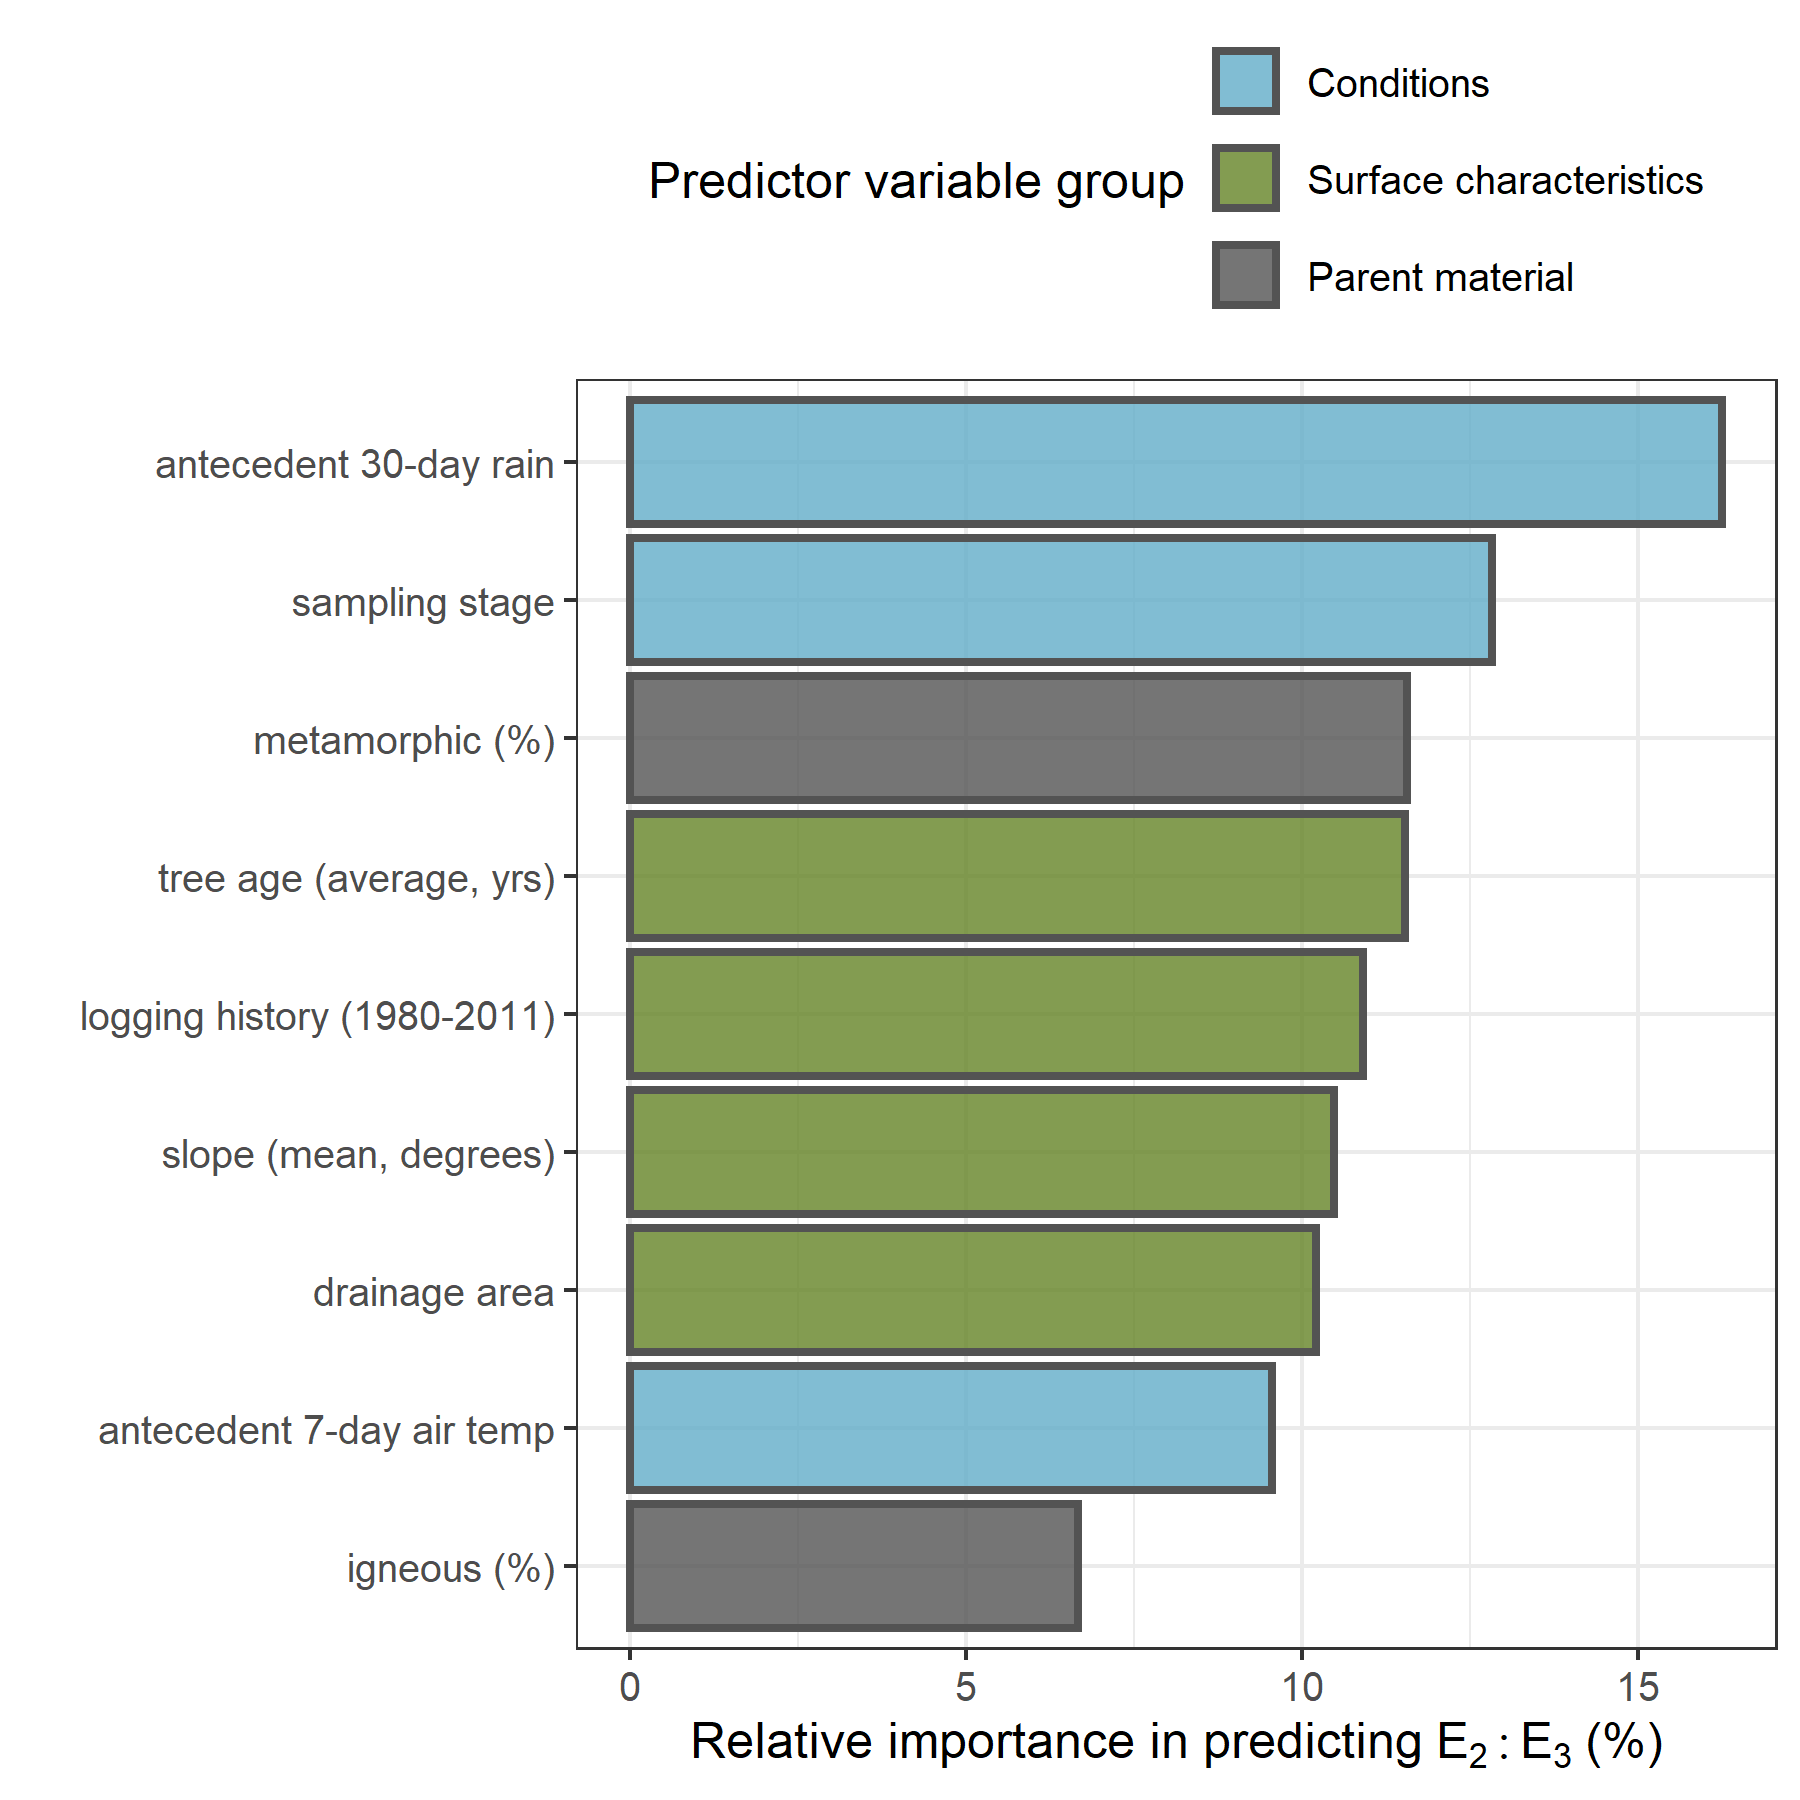 Conditions
Predictor variable group
Surface characteristics
Parent material
antecedent 30-day rain
sampling stage
metamorphic (%)
tree age (average, yrs)
logging history (1980-2011)
slope (mean, degrees)
drainage area
antecedent 7-day air temp
igneous (%)
0 5 10 15
Relative importance in predicting E₂ : E₃ (%)